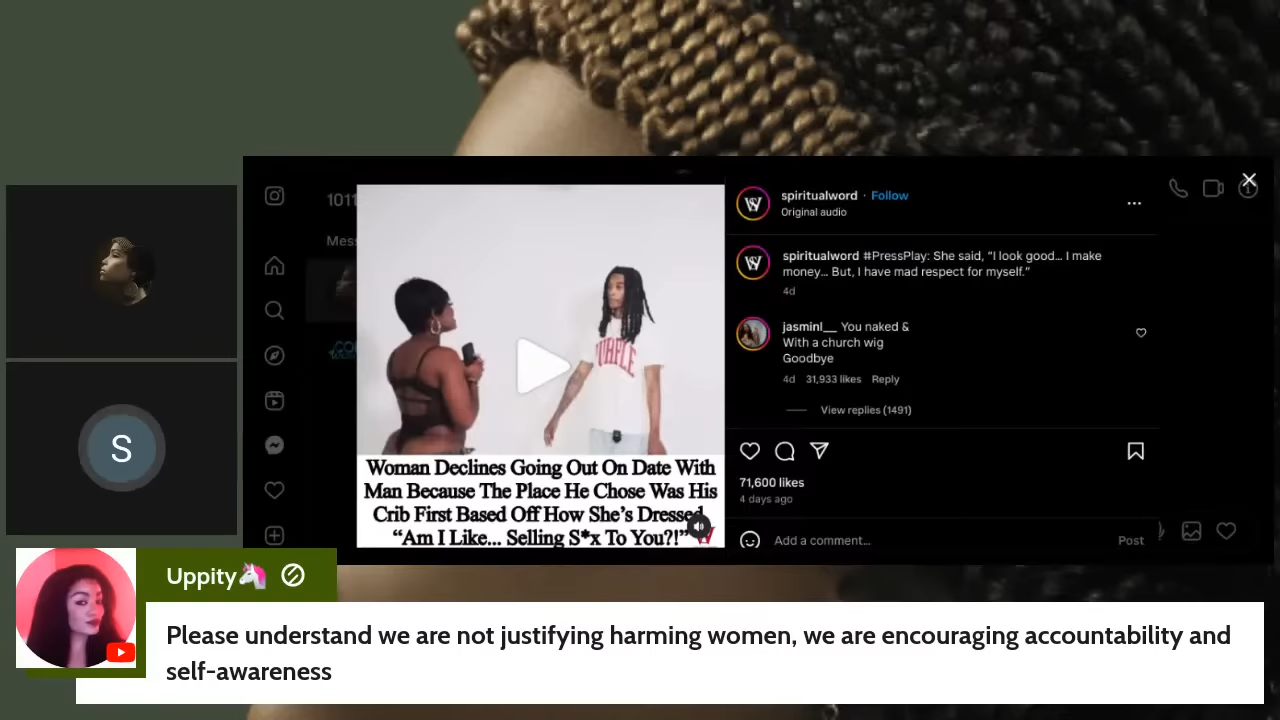 1011
Mess
spiritualword · Follow
Original audio
spiritualword #PressPlay: She said, “I look good... I make
money... But, I have mad respect for myself.”
4d
jasminl__ You naked &
With a church wig
Goodbye
4d 31,933 likes Reply
View replies (1491)
71,600 likes
4 days ago
Add a comment...
Post
PURPLE
Woman Declines Going Out On Date With
Man Because The Place He Chose Was His
Crib First Based Off How She’s Dressed
“Am I Like... Selling S*x To You?!”
S
Uppity🦄
Please understand we are not justifying harming women, we are encouraging accountability and
self-awareness